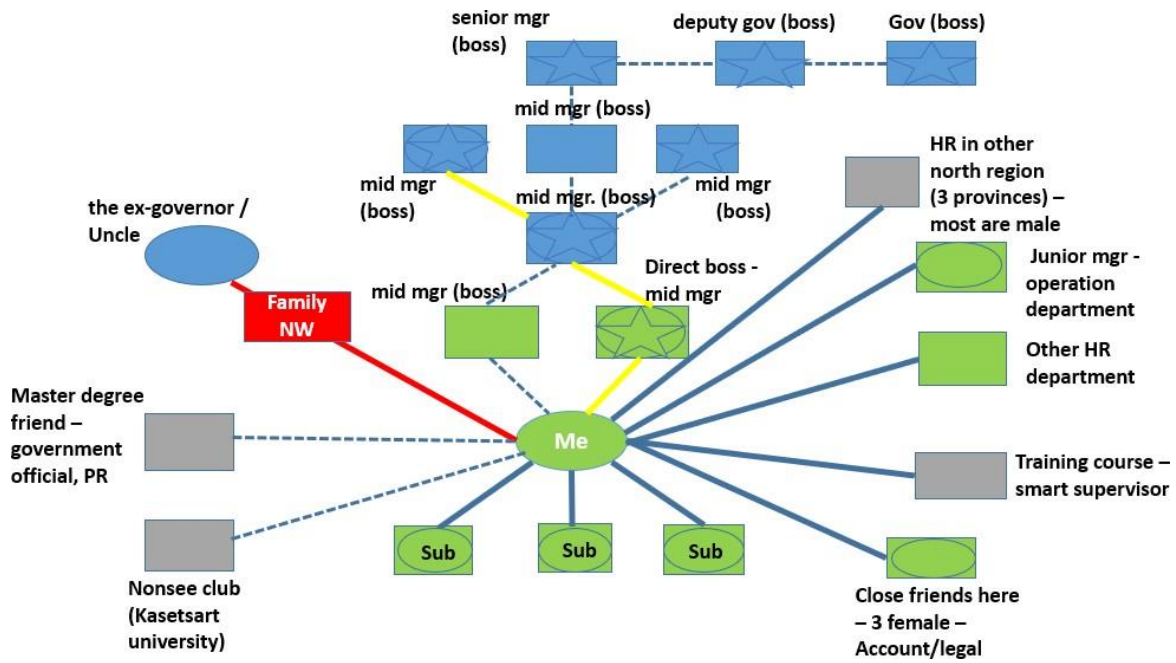 senior mgr
(boss)
deputy gov (boss)
Gov (boss)
mid mgr (boss)
mid mgr
(boss)
mid mgr. (boss)
mid mgr
(boss)
HR in other
north region
(3 provinces) –
most are male
the ex-governor /
Uncle
Family
NW
mid mgr (boss)
Direct boss -
mid mgr
Junior mgr -
operation
department
Other HR
department
Master degree
friend –
government
official, PR
Me
Training course –
smart supervisor
Nonsee club
(Kasetsart
university)
Sub
Sub
Sub
Close friends here
– 3 female –
Account/legal